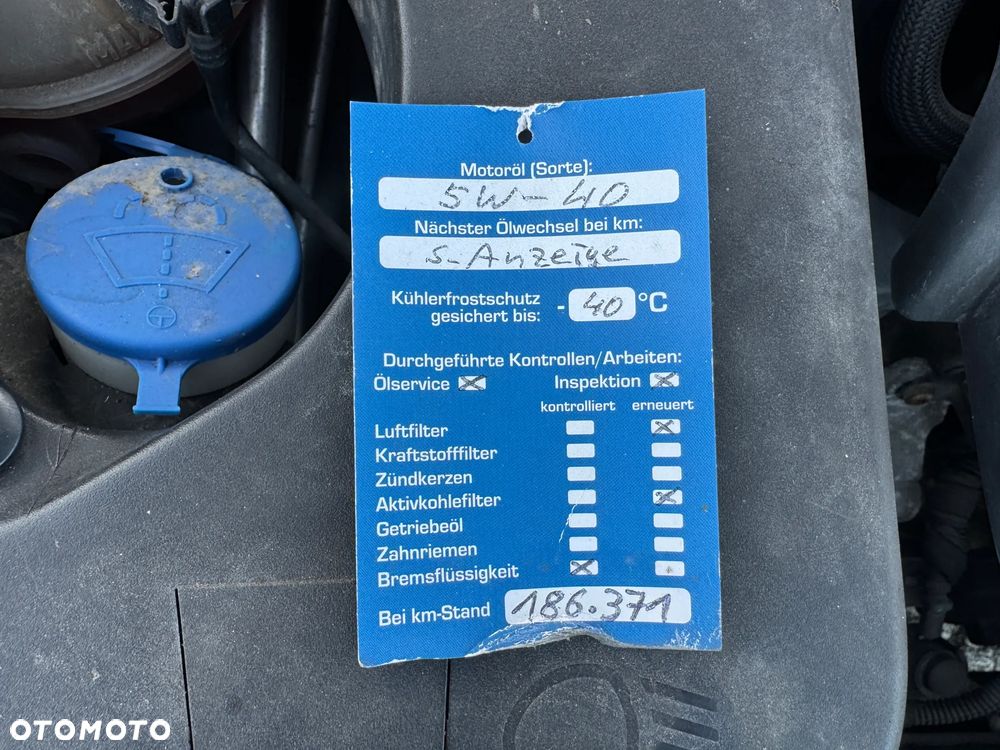 Motoröl (Sorte):
5W-40
Nächster Ölwechsel bei km:
s. Anzeige
Kühlerfrostschutz
gesichert bis: - 40 °C
Durchgeführte Kontrollen/Arbeiten:
Ölservice Inspektion
kontrolliert erneuert
Luftfilter
Kraftstofffilter
Zündkerzen
Aktivkohlefilter
Getriebeöl
Zahnriemen
Bremsflüssigkeit
Bei km-Stand 186.371
OTOMOTO